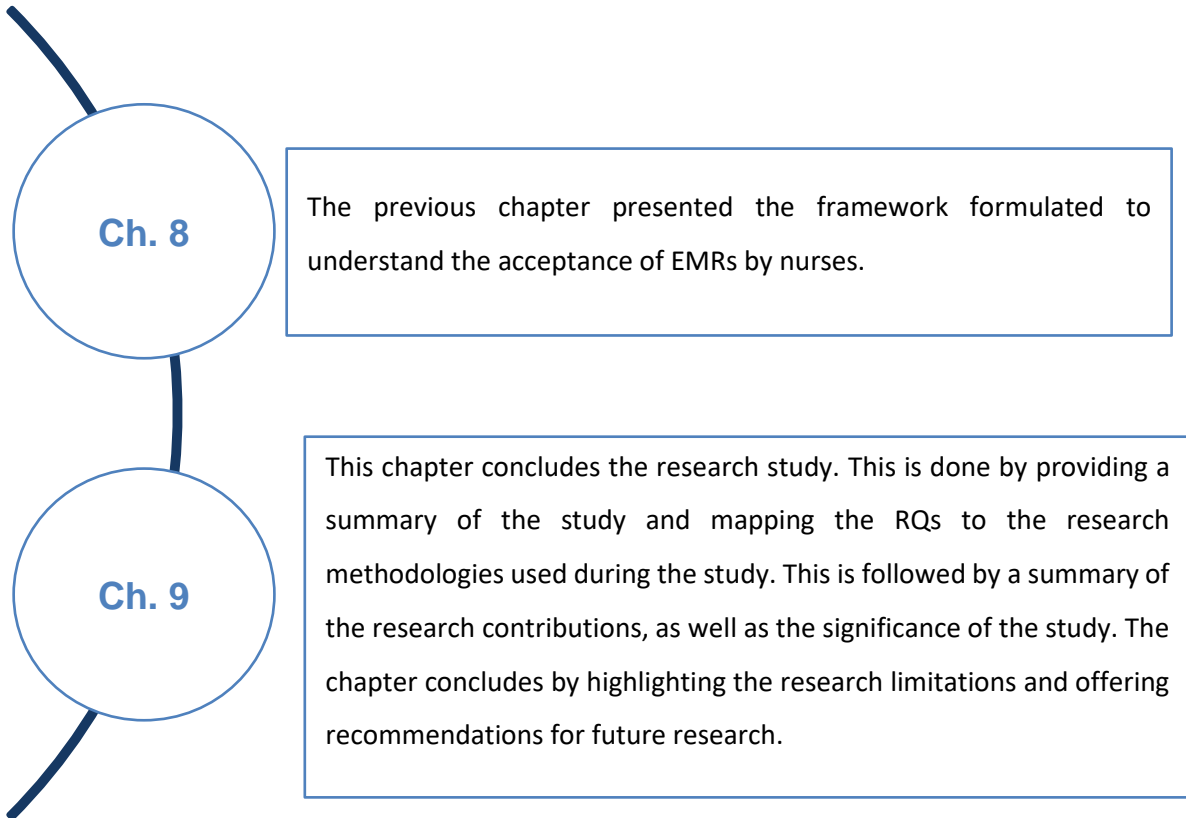 Ch. 8
The previous chapter presented the framework formulated to
understand the acceptance of EMRs by nurses.
Ch. 9
This chapter concludes the research study. This is done by providing a
summary of the study and mapping the RQs to the research
methodologies used during the study. This is followed by a summary of
the research contributions, as well as the significance of the study. The
chapter concludes by highlighting the research limitations and offering
recommendations for future research.